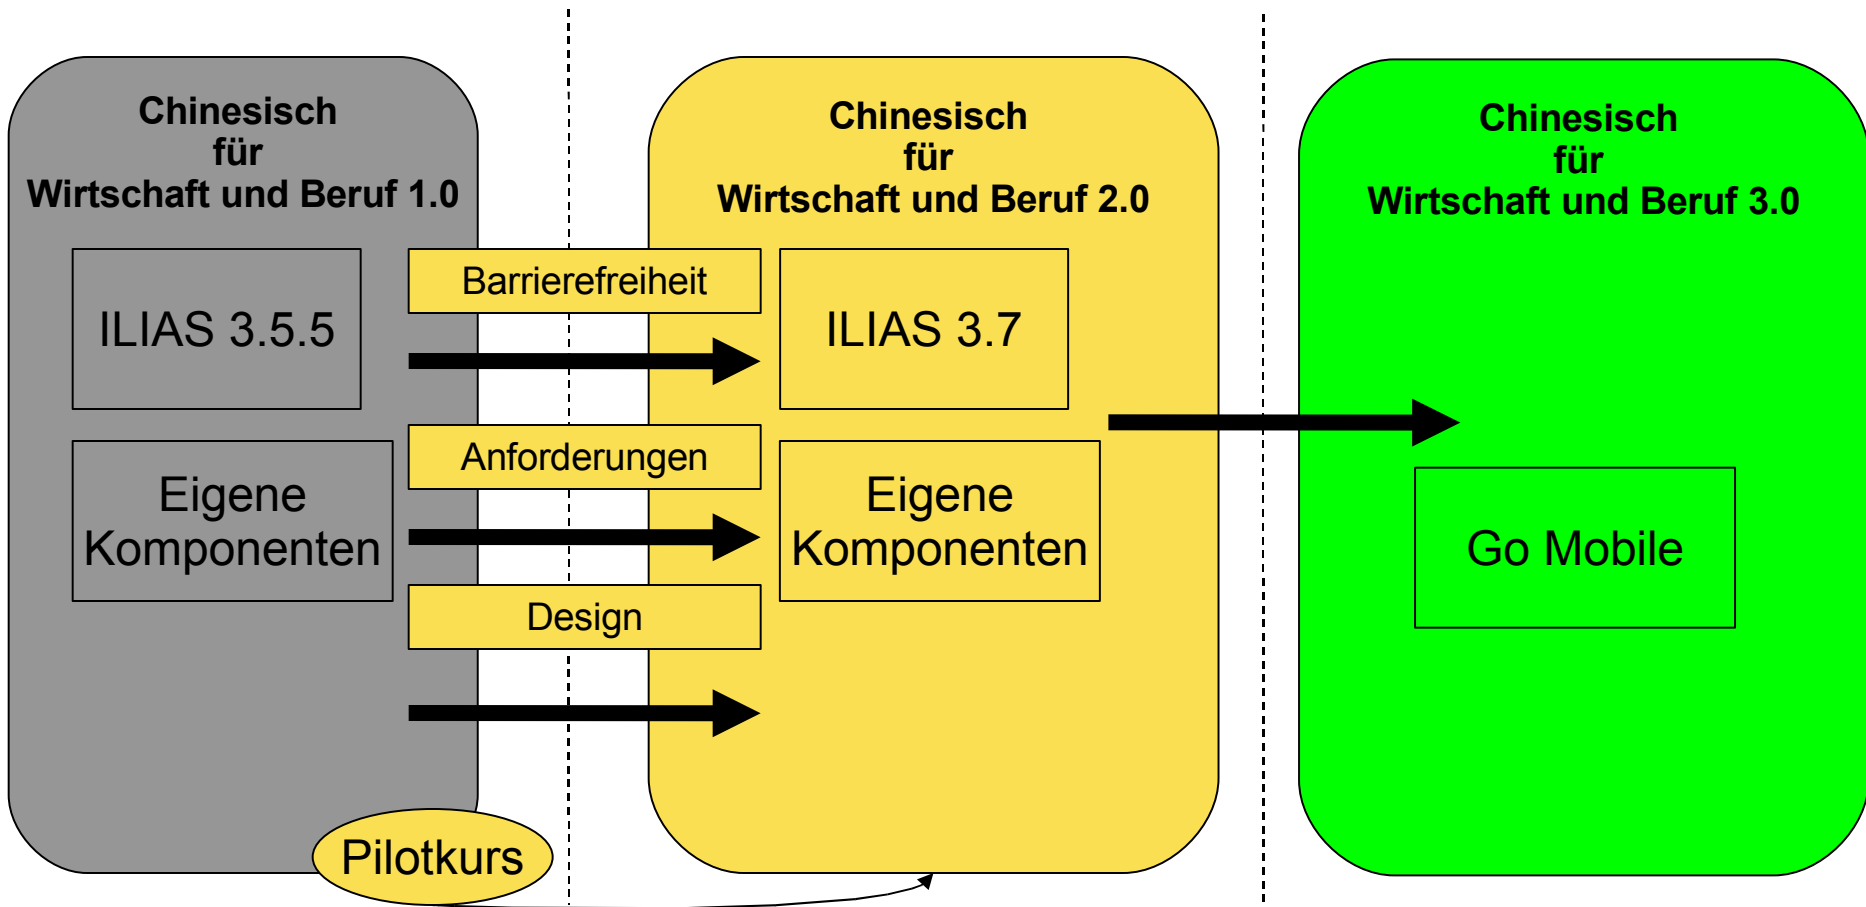 Chinesisch
für
Wirtschaft und Beruf 1.0
ILIAS 3.5.5
Eigene
Komponenten
Barrierefreiheit
Anforderungen
Design
Pilotkurs
Chinesisch
für
Wirtschaft und Beruf 2.0
ILIAS 3.7
Eigene
Komponenten
Chinesisch
für
Wirtschaft und Beruf 3.0
Go Mobile